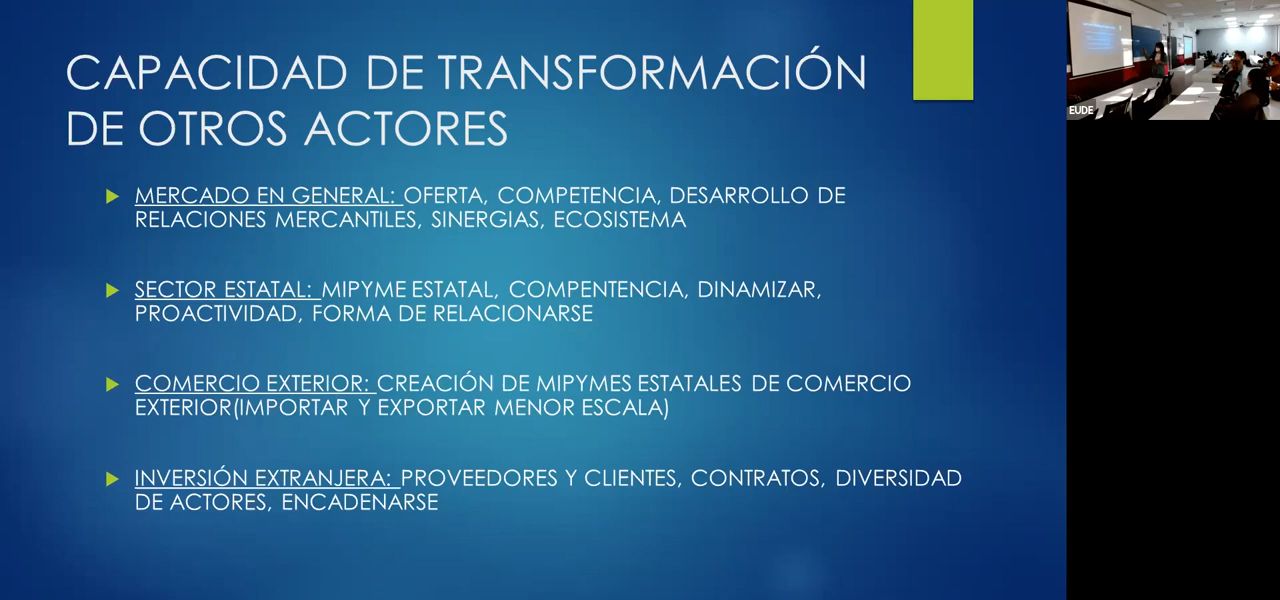 CAPACIDAD DE TRANSFORMACIÓN
DE OTROS ACTORES
MERCADO EN GENERAL: OFERTA, COMPETENCIA, DESARROLLO DE
RELACIONES MERCANTILES, SINERGIAS, ECOSISTEMA
SECTOR ESTATAL: MIPYME ESTATAL, COMPENTENCIA, DINAMIZAR,
PROACTIVIDAD, FORMA DE RELACIONARSE
COMERCIO EXTERIOR: CREACIÓN DE MIPYMES ESTATALES DE COMERCIO
EXTERIOR(IMPORTAR Y EXPORTAR MENOR ESCALA)
INVERSIÓN EXTRANJERA: PROVEEDORES Y CLIENTES, CONTRATOS, DIVERSIDAD
DE ACTORES, ENCADENARSE
EUDE